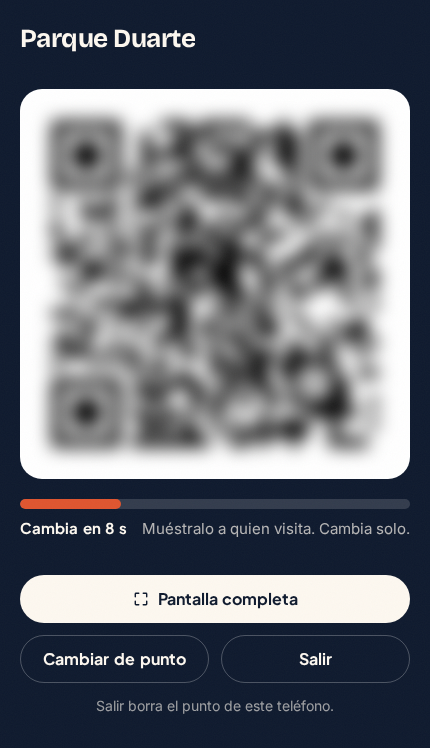 Parque Duarte
Cambia en 8 s Muéstralo a quien visita. Cambia solo.
Pantalla completa
Cambiar de punto Salir
Salir borra el punto de este teléfono.